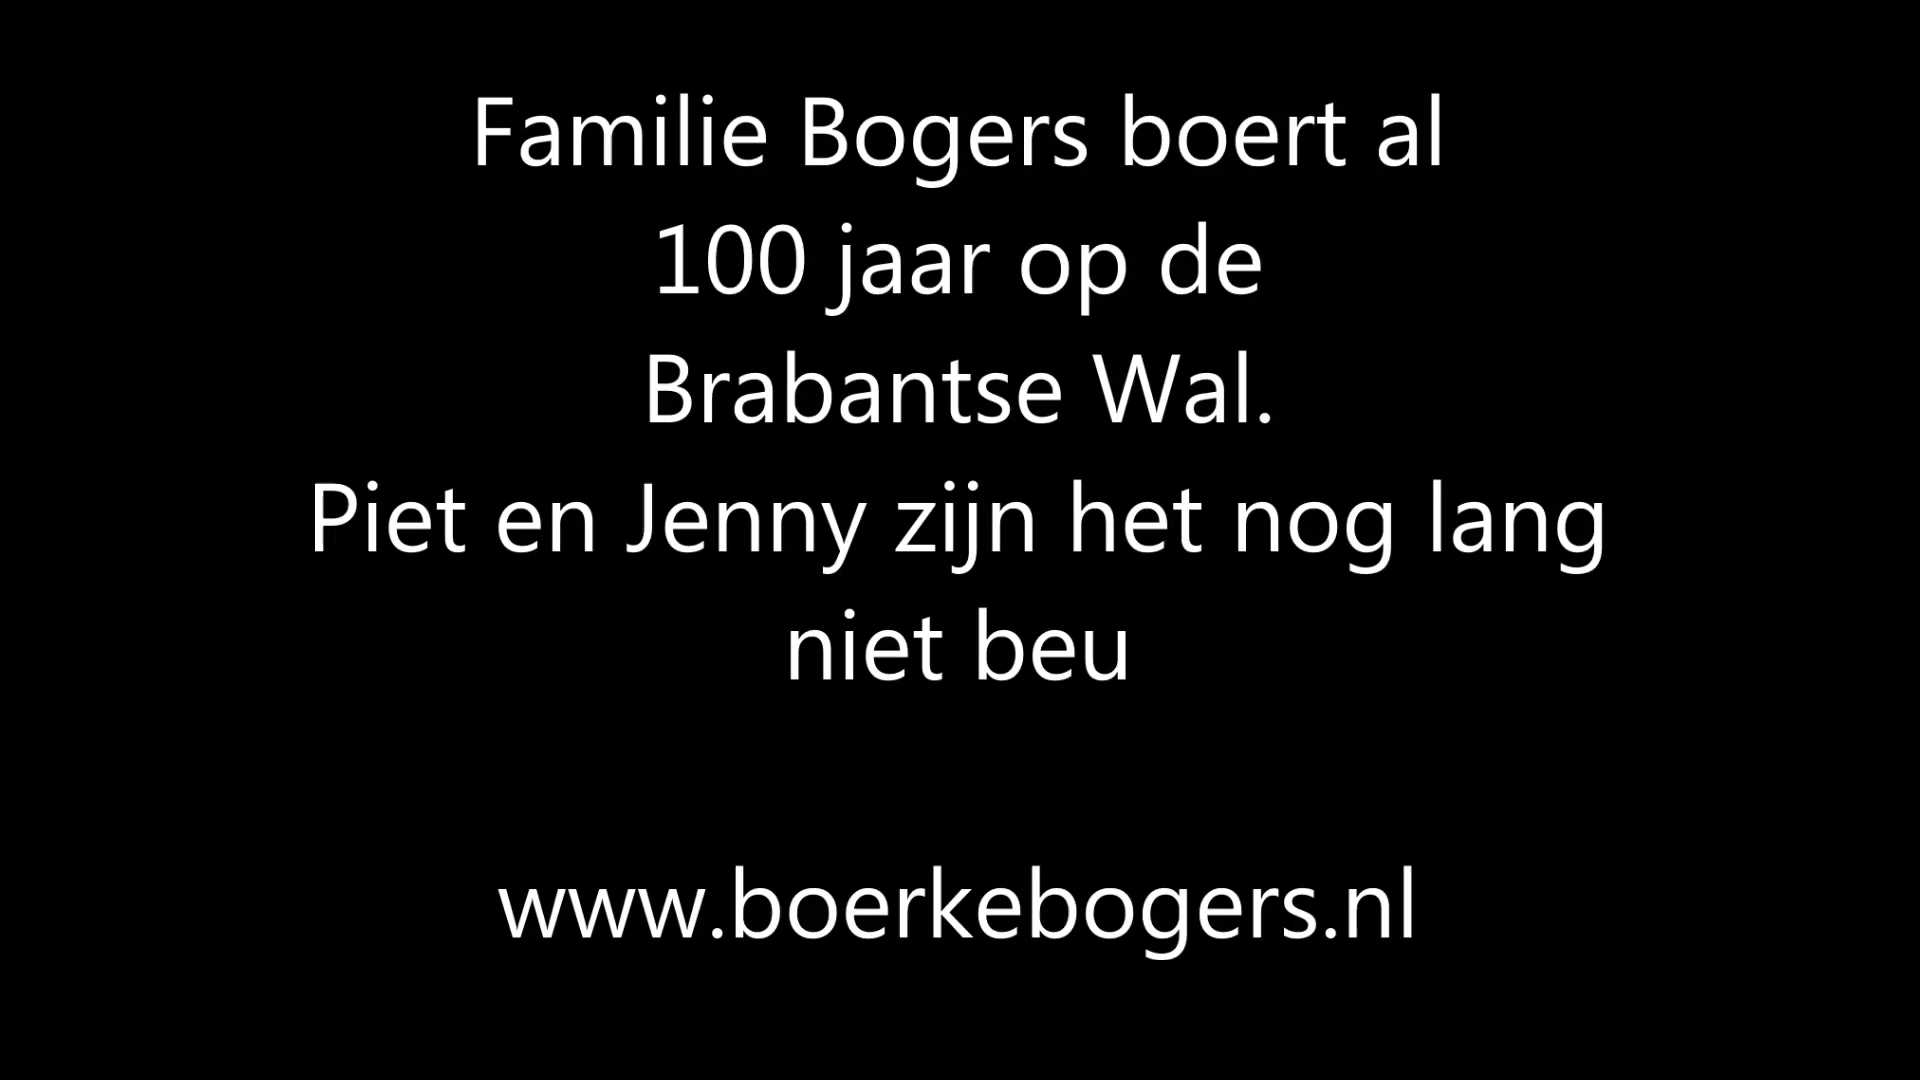 Familie Bogers boert al
100 jaar op de
Brabantse Wal.
Piet en Jenny zijn het nog lang
niet beu
www.boerkebogers.nl